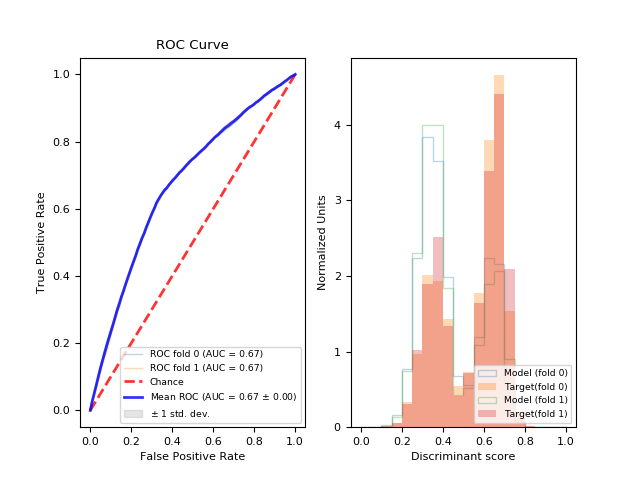 ROC Curve
True Positive Rate
1.0
0.8
0.6
0.4
0.2
0.0
ROC fold 0 (AUC = 0.67)
ROC fold 1 (AUC = 0.67)
Chance
Mean ROC (AUC = 0.67 ± 0.00)
± 1 std. dev.
0.0 0.2 0.4 0.6 0.8 1.0
False Positive Rate
Normalized Units
4
3
2
1
0
Model (fold 0)
Target(fold 0)
Model (fold 1)
Target(fold 1)
0.0 0.2 0.4 0.6 0.8 1.0
Discriminant score